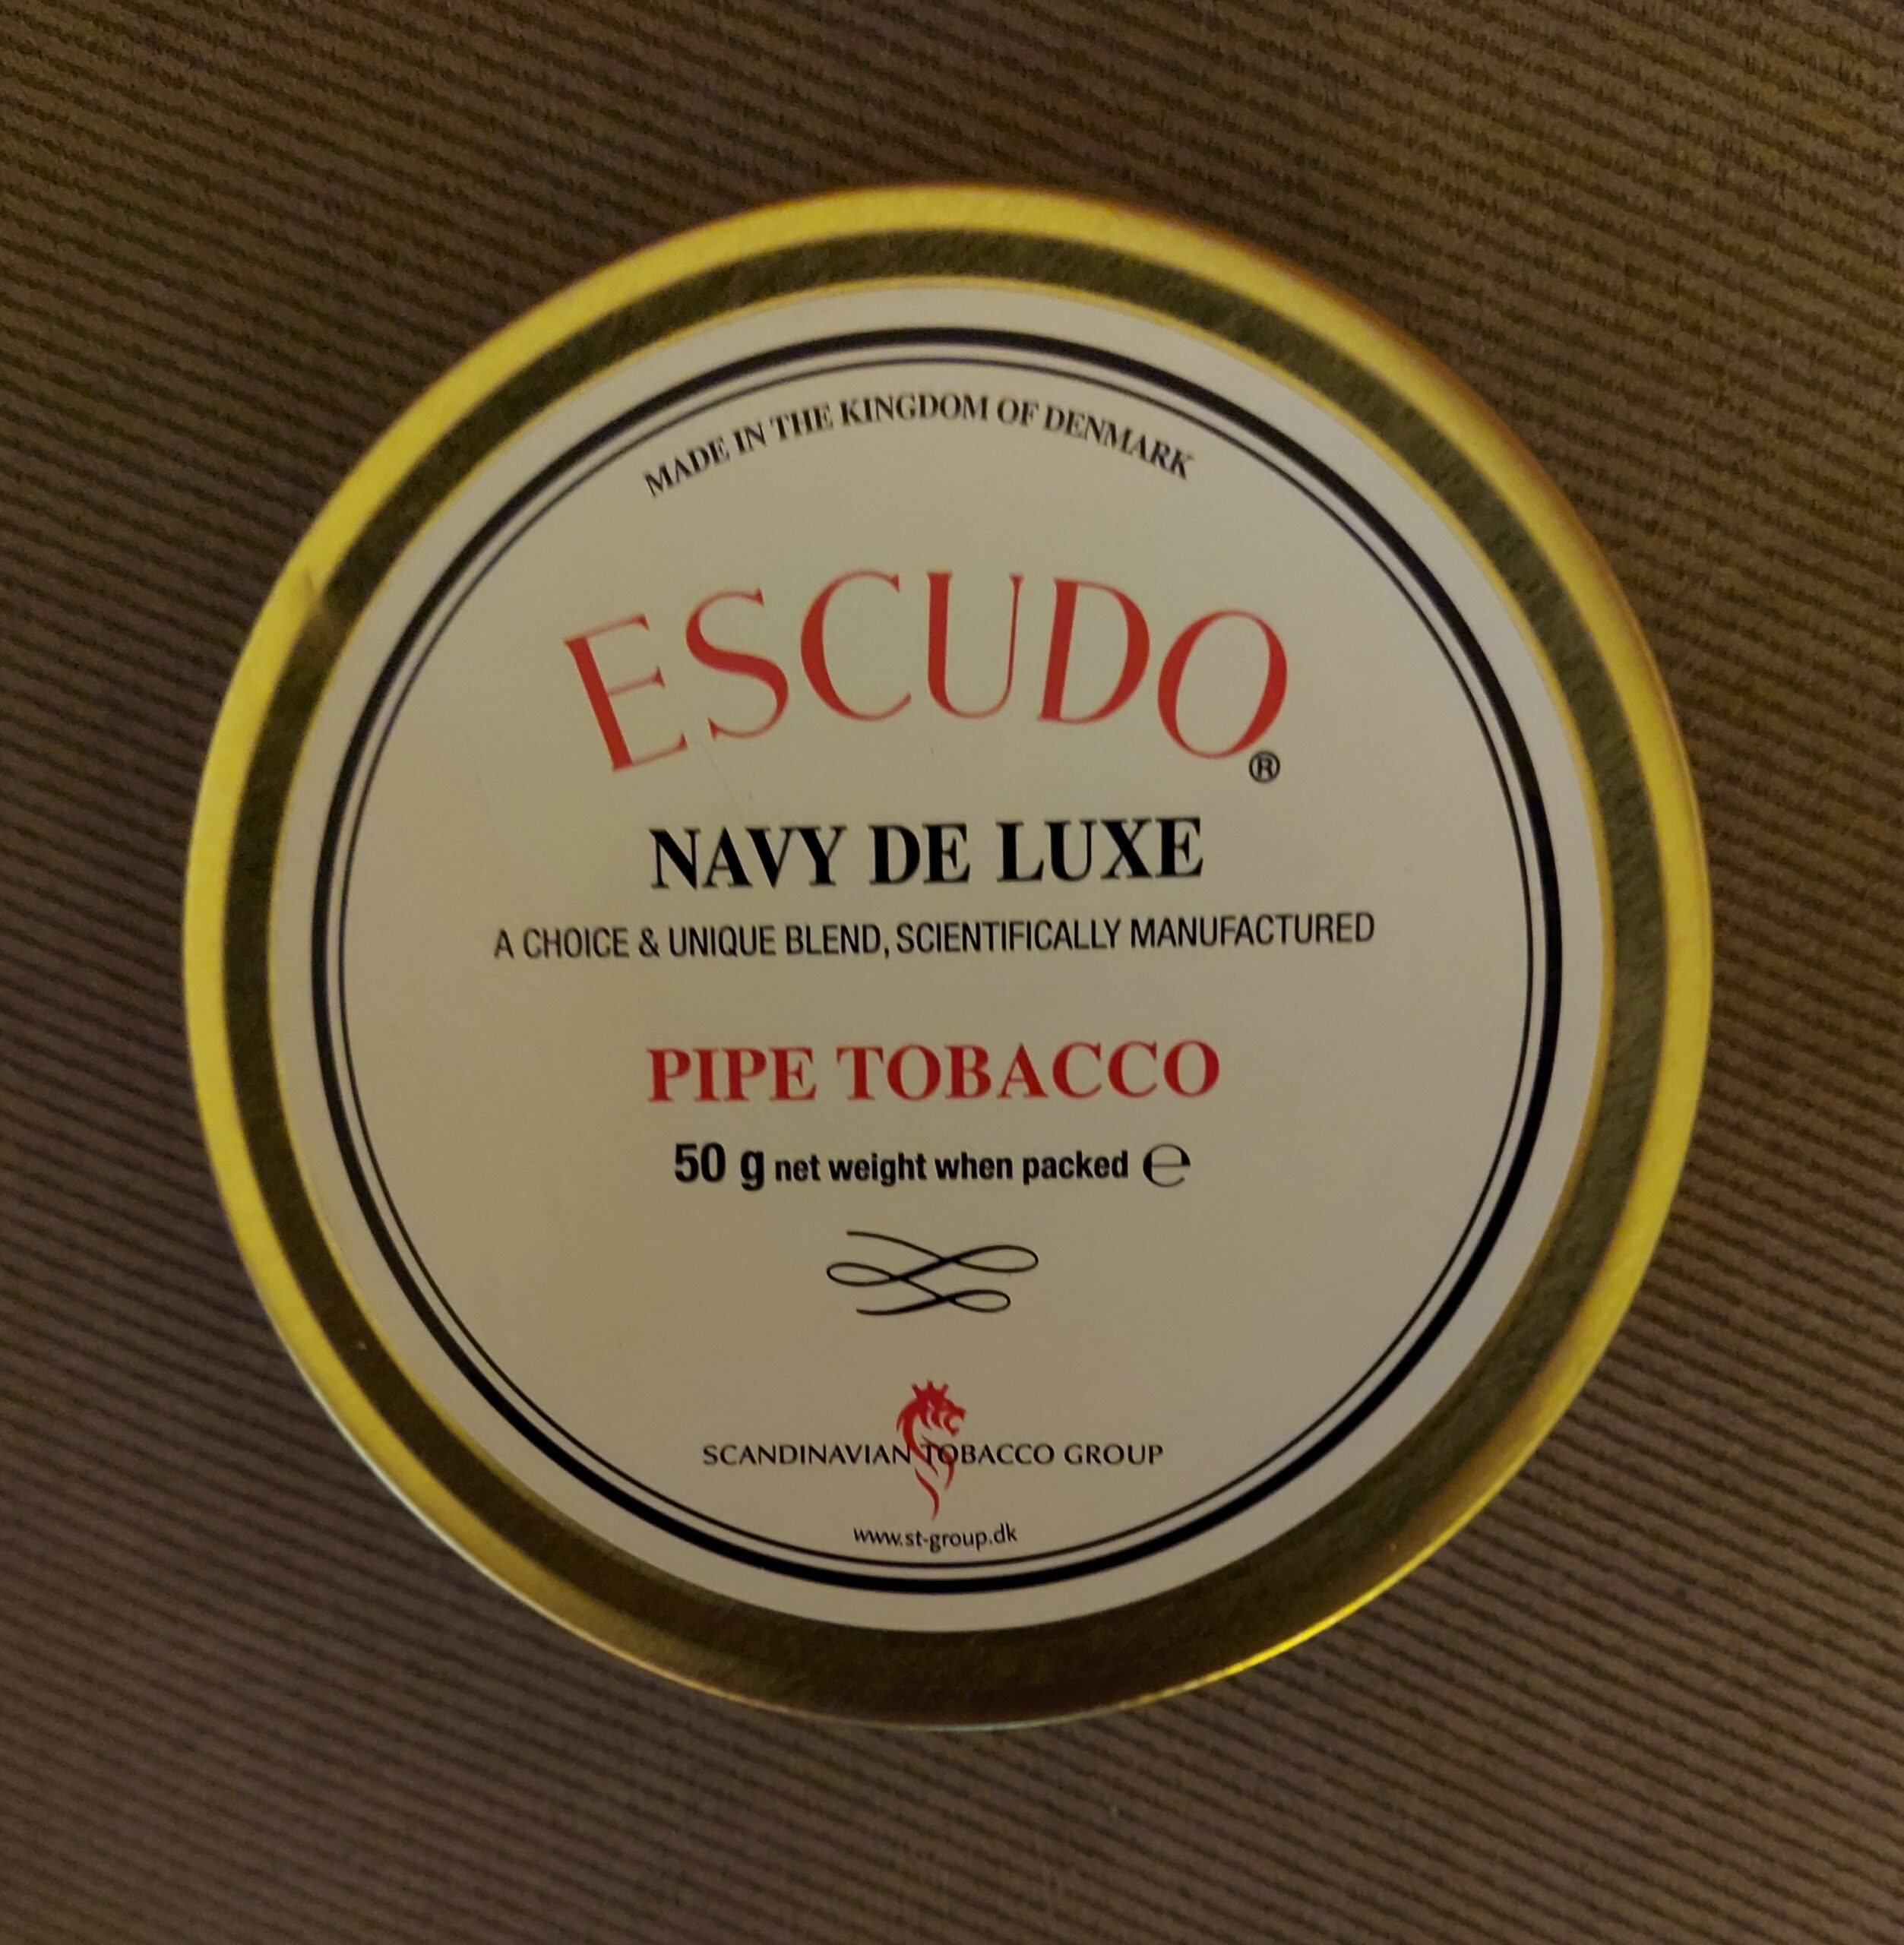 MADE IN THE KINGDOM OF DENMARK
ESCUDO®
NAVY DE LUXE
A CHOICE & UNIQUE BLEND, SCIENTIFICALLY MANUFACTURED
PIPE TOBACCO
50 g net weight when packed ℮
SCANDINAVIAN TOBACCO GROUP
www.st-group.dk